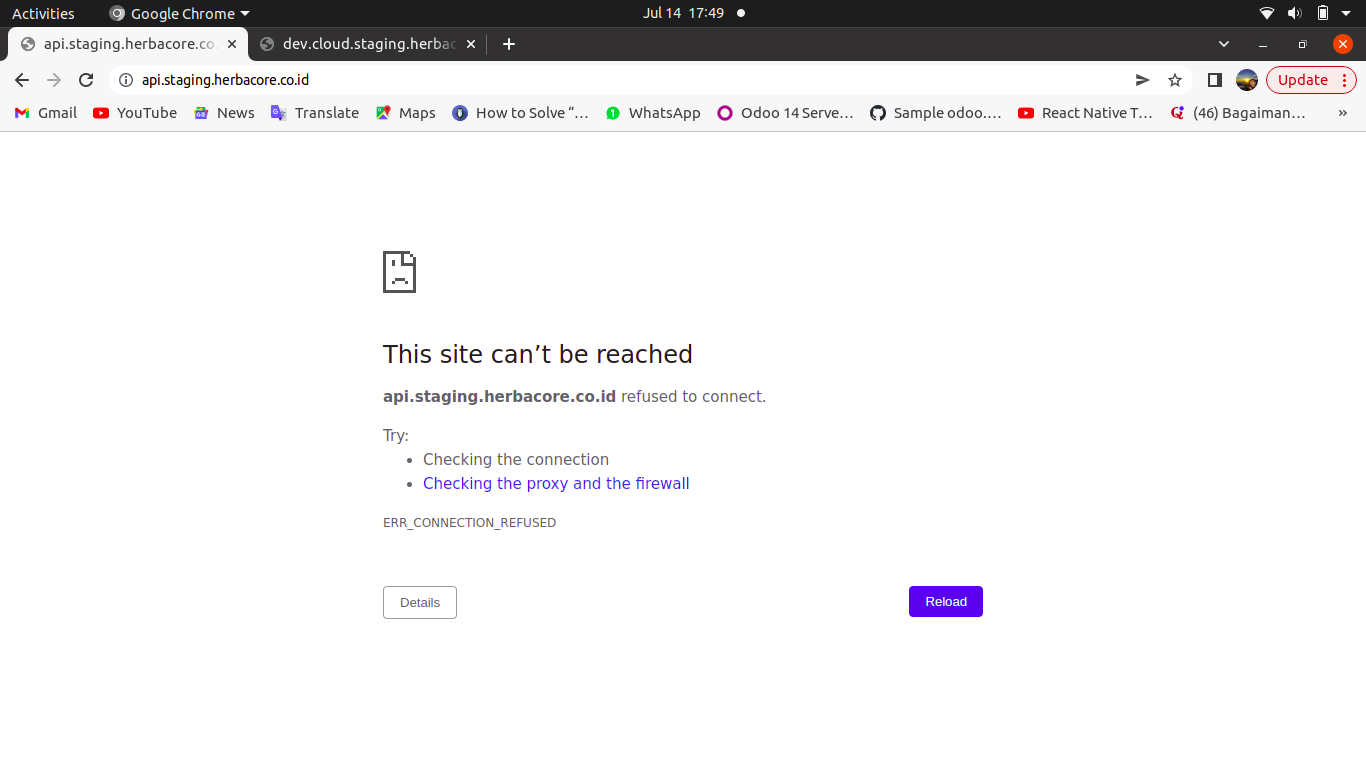 Activities Google Chrome Jul 14 17:49
api.staging.herbacore.co. dev.cloud.staging.herbac
api.staging.herbacore.co.id Update
Gmail YouTube News Translate Maps How to Solve “… 1 WhatsApp Odoo 14 Serve… Sample odoo.… React Native T… (46) Bagaiman… »
This site can’t be reached
api.staging.herbacore.co.id refused to connect.
Try:
• Checking the connection
• Checking the proxy and the firewall
ERR_CONNECTION_REFUSED
Details Reload